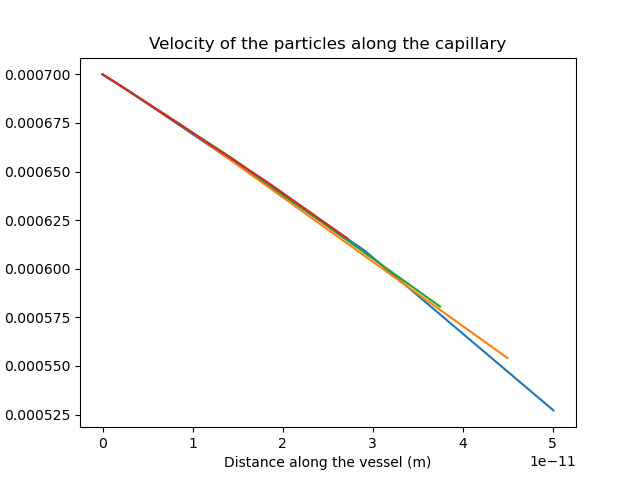 Velocity of the particles along the capillary
0.000700
0.000675
0.000650
0.000625
0.000600
0.000575
0.000550
0.000525
0 1 2 3 4 5
Distance along the vessel (m) 1e−11